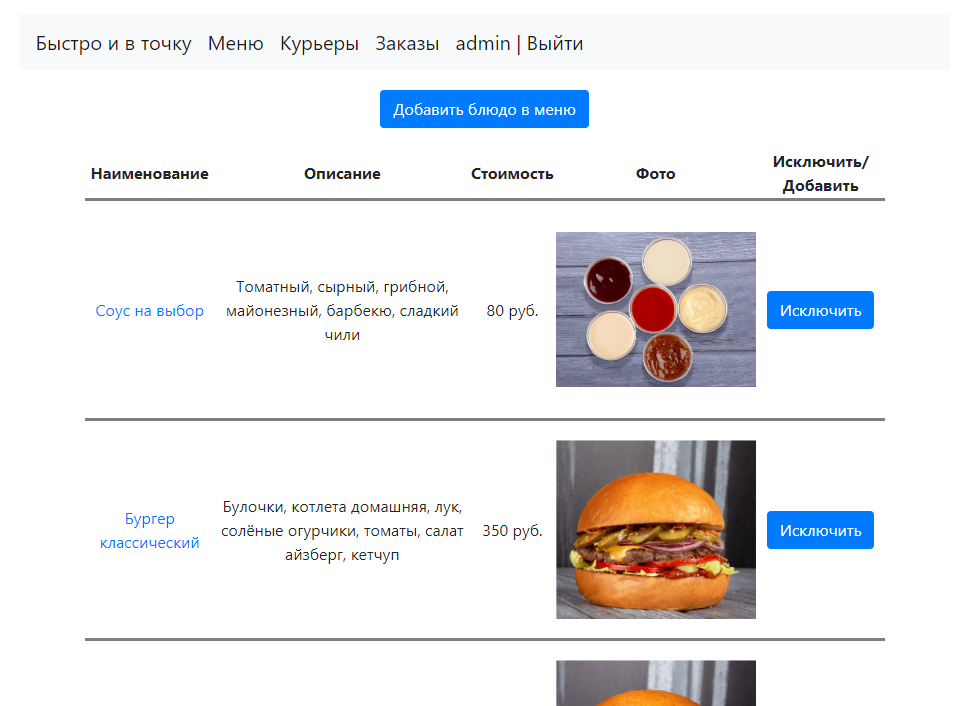 Быстро и в точку Меню Курьеры Заказы admin | Выйти
Добавить блюдо в меню
Наименование Описание Стоимость Фото Исключить/
Добавить
Соус на выбор
Томатный, сырный, грибной,
майонезный, барбекю, сладкий
чили
80 руб.
Исключить
Бургер
классический
Булочки, котлета домашняя, лук,
солёные огурчики, томаты, салат
айзберг, кетчуп
350 руб.
Исключить